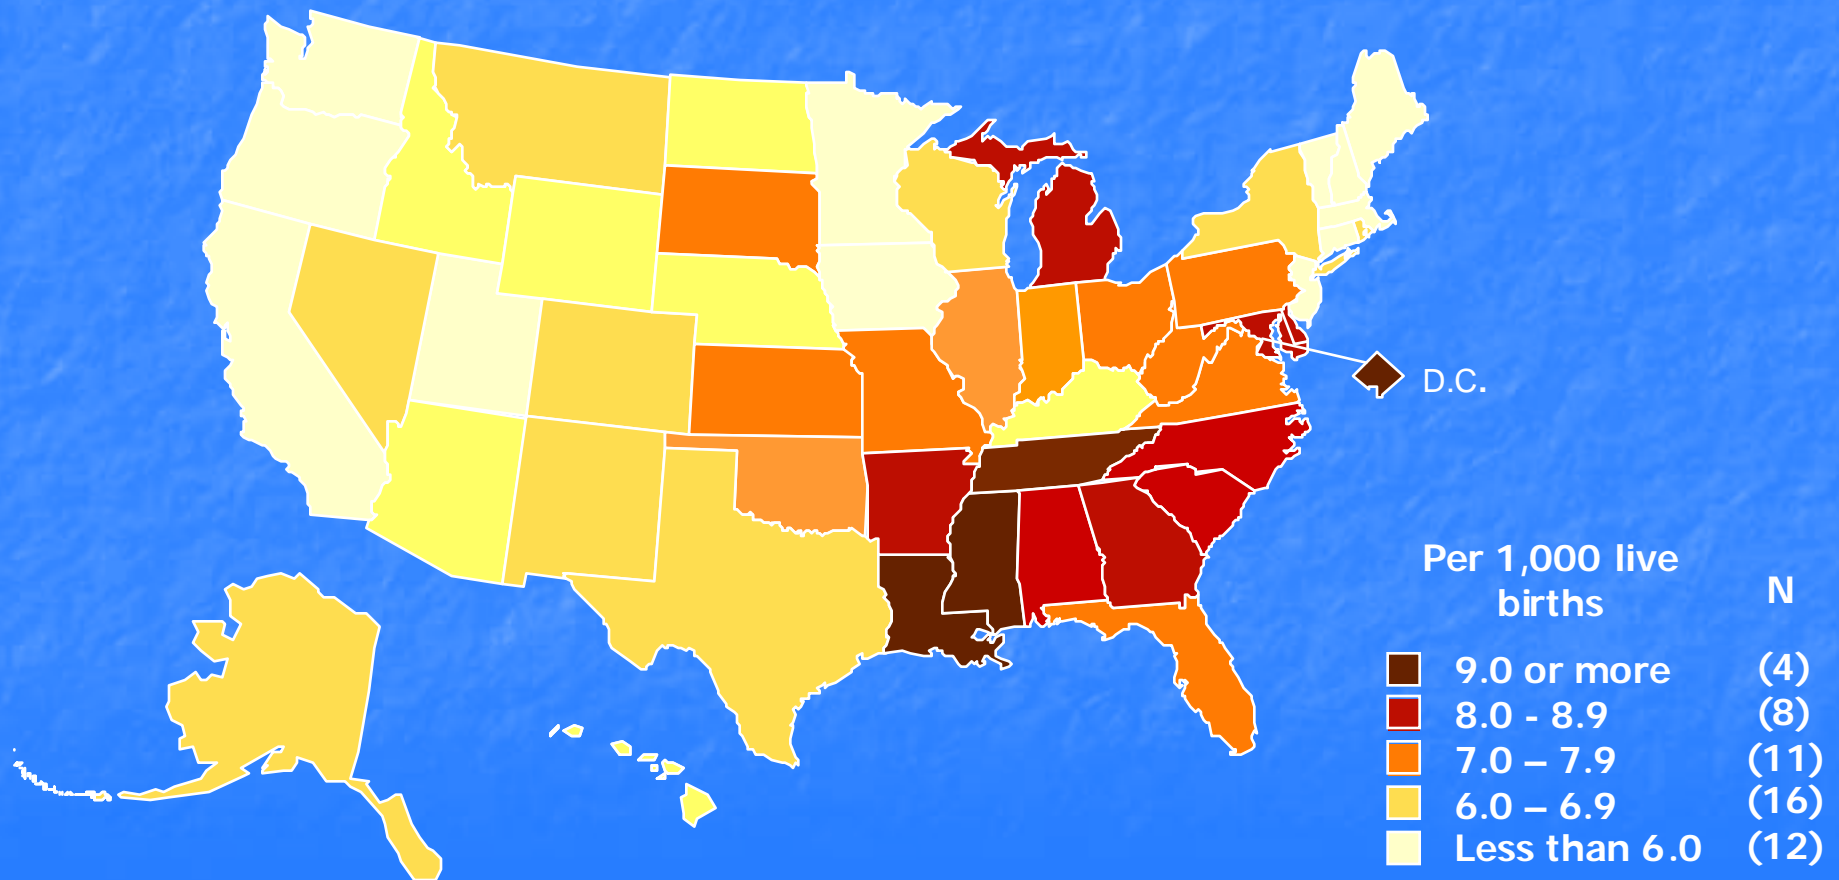 D.C.
Per 1,000 live
births
N
9.0 or more (4)
8.0 - 8.9 (8)
7.0 – 7.9 (11)
6.0 – 6.9 (16)
Less than 6.0 (12)